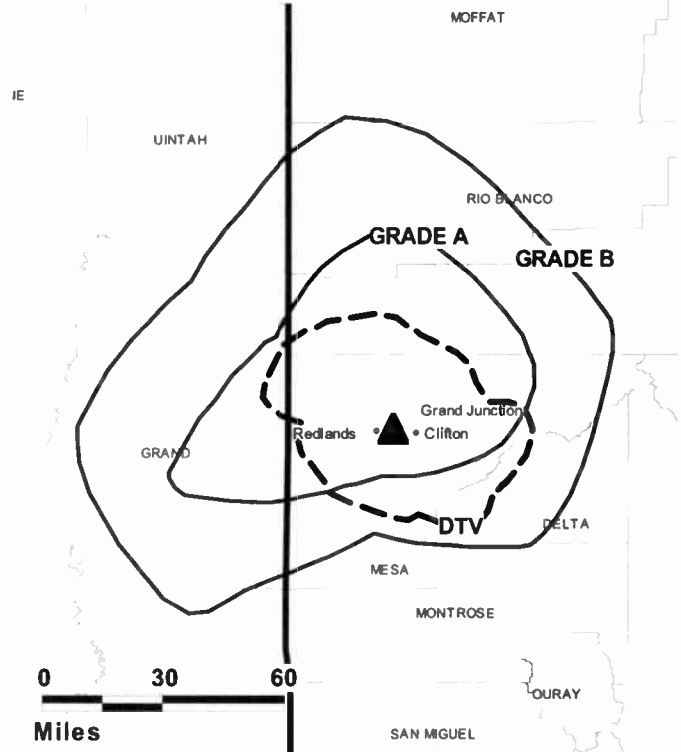 MOFFAT
IE
UINTAH
RIO BLANCO
GRADE A
GRADE B
Grand Junction
Redlands
Clifton
GRAND
DTV
DELTA
MESA
MONTROSE
0 30 60
OURAY
Miles
SAN MIGUEL